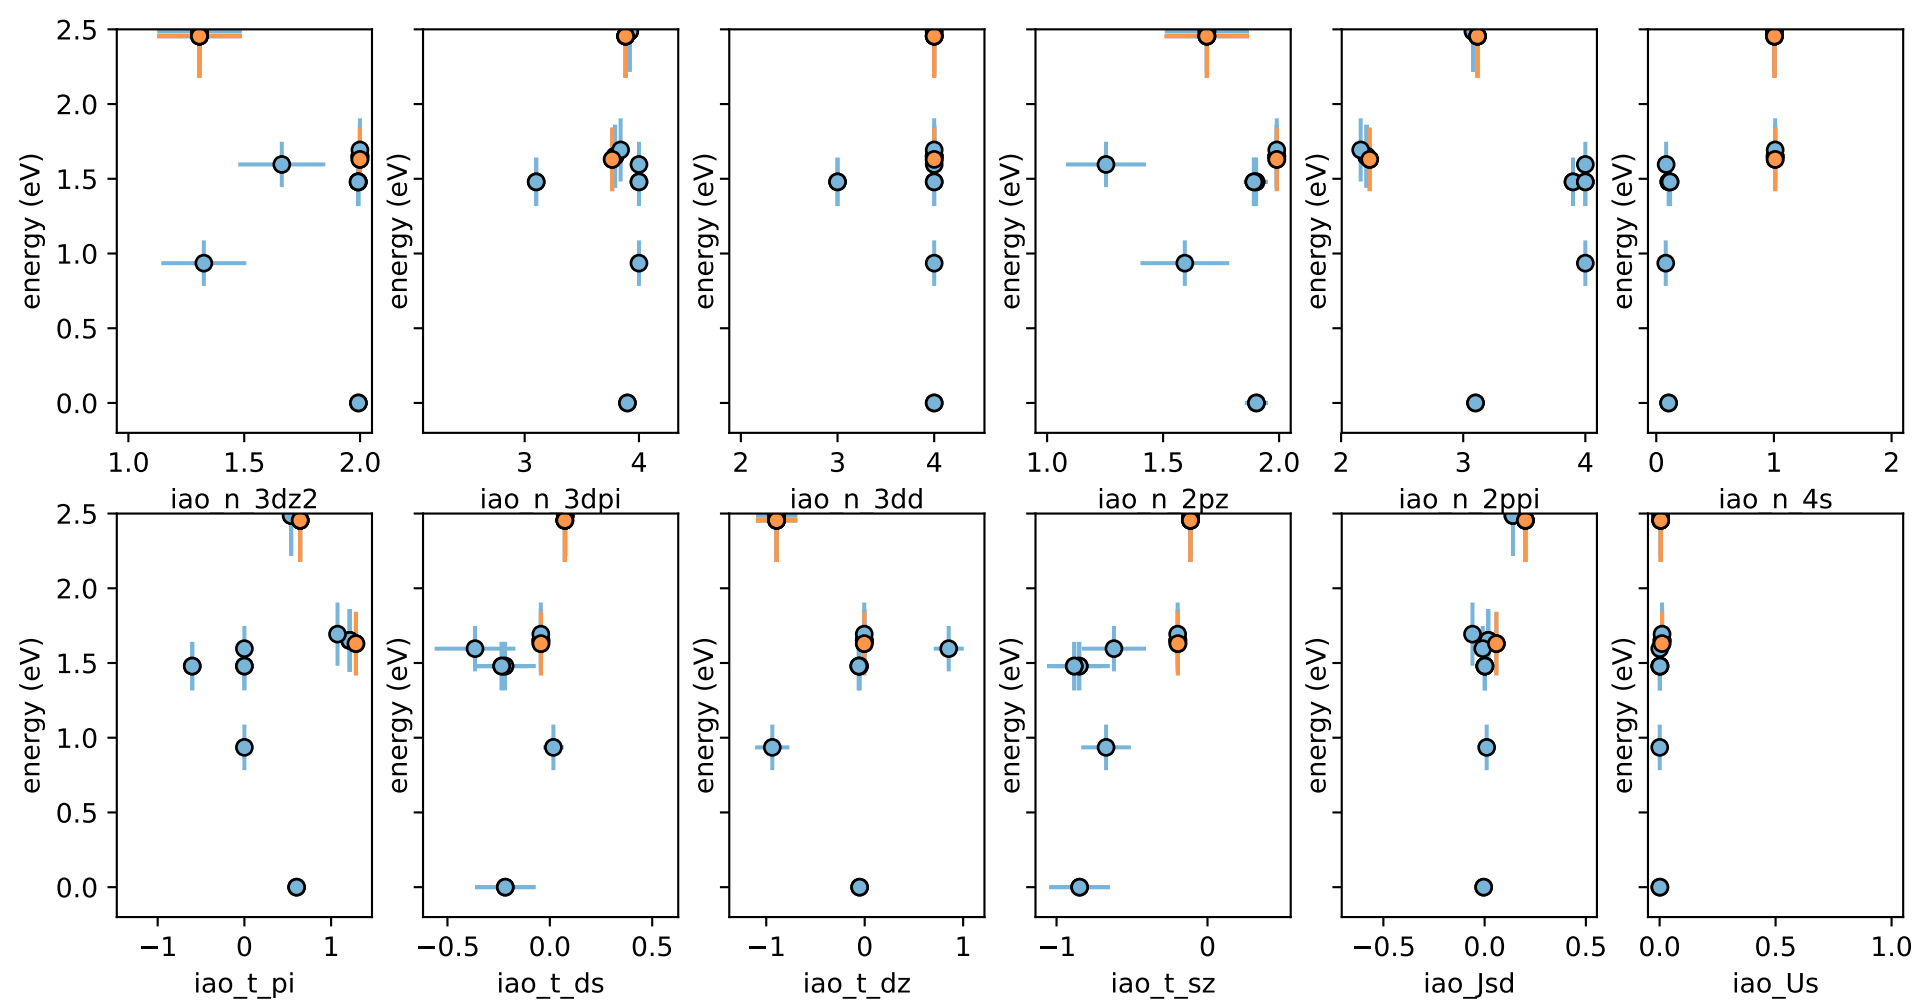 2.5
2.0
1.5
1.0
0.5
0.0
energy (eV)
1.0 1.5 2.0
iao_n_3dz2
energy (eV)
3 4
iao_n_3dpi
energy (eV)
2 3 4
iao_n_3dd
energy (eV)
1.0 1.5 2.0
iao_n_2pz
energy (eV)
2 3 4
iao_n_2ppi
energy (eV)
0 1 2
iao_n_4s
2.5
2.0
1.5
1.0
0.5
0.0
energy (eV)
−1 0 1
iao_t_pi
energy (eV)
−0.5 0.0 0.5
iao_t_ds
energy (eV)
−1 0 1
iao_t_dz
energy (eV)
−1 0
iao_t_sz
energy (eV)
−0.5 0.0 0.5
iao_Jsd
energy (eV)
0.0 0.5 1.0
iao_Us